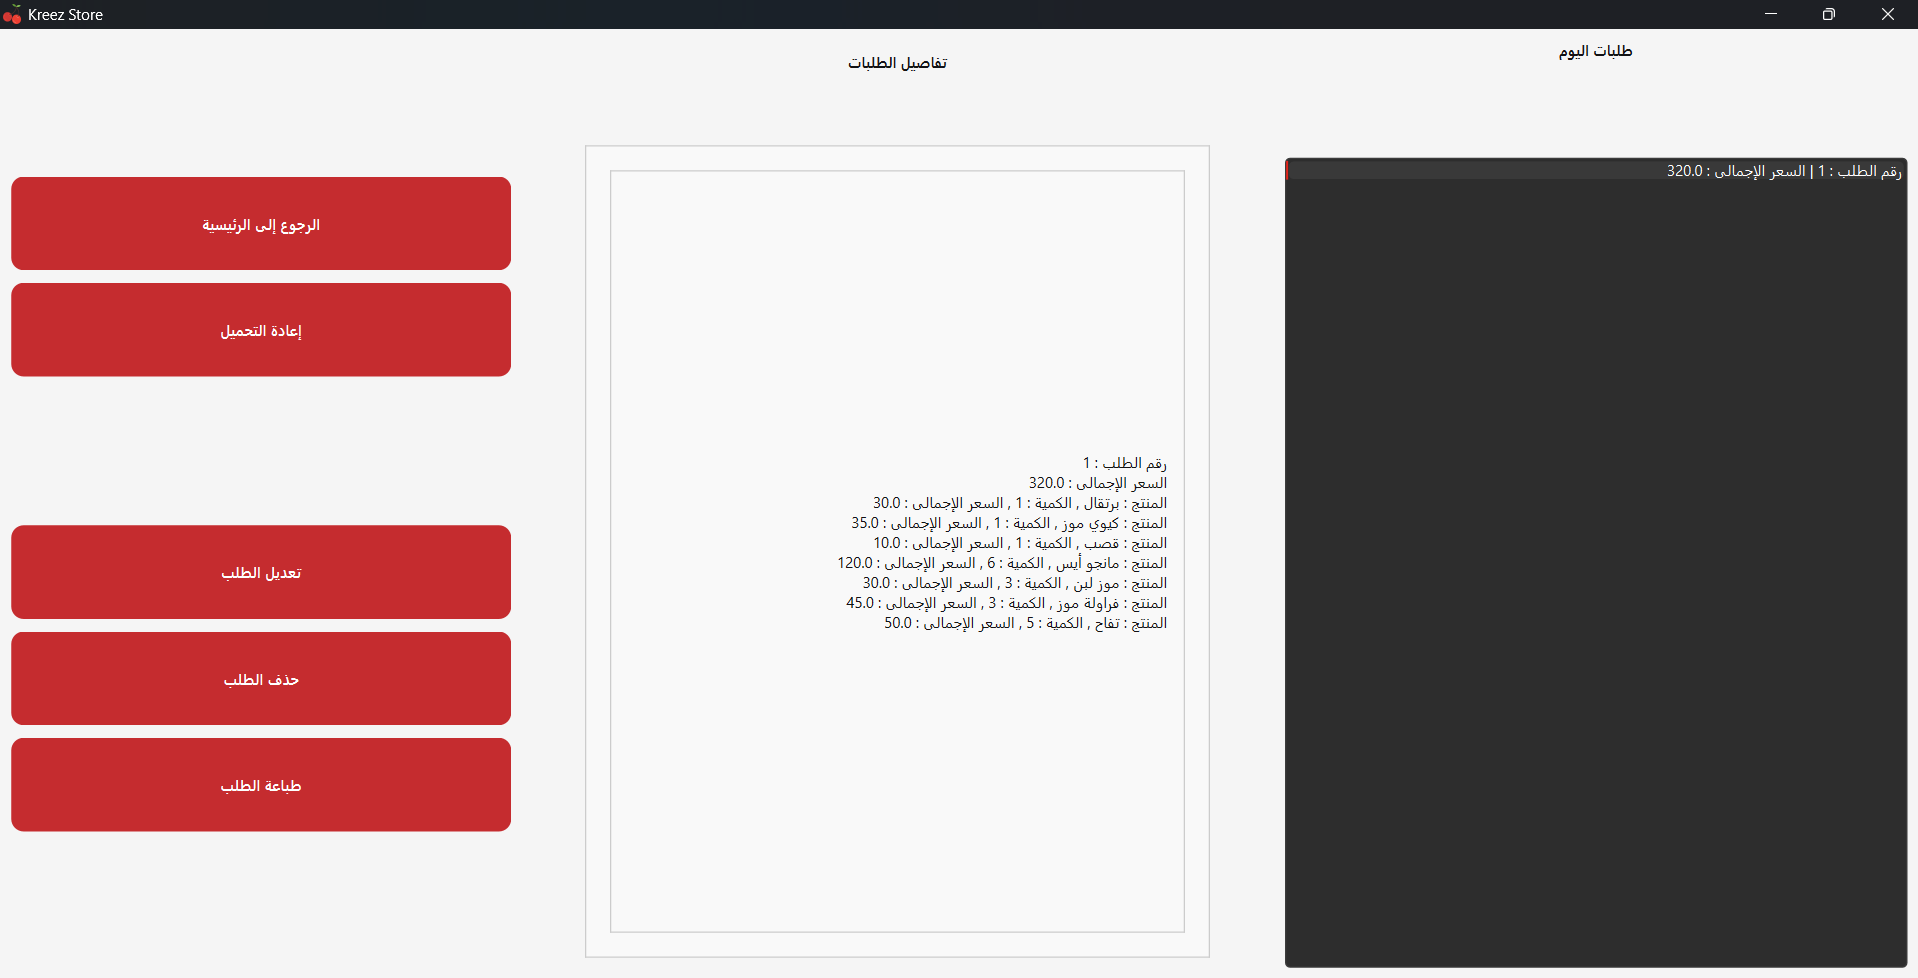 Kreez Store
طلبات اليوم
رقم الطلب : 1 | السعر الإجمالى : 320.0
تفاصيل الطلبات
رقم الطلب : 1
السعر الإجمالى : 320.0
المنتج : برتقال , الكمية : 1 , السعر الإجمالى : 30.0
المنتج : كيوي موز , الكمية : 1 , السعر الإجمالى : 35.0
المنتج : قصب , الكمية : 1 , السعر الإجمالى : 10.0
المنتج : مانجو أيس , الكمية : 6 , السعر الإجمالى : 120.0
المنتج : موز لبن , الكمية : 3 , السعر الإجمالى : 30.0
المنتج : فراولة موز , الكمية : 3 , السعر الإجمالى : 45.0
المنتج : تفاح , الكمية : 5 , السعر الإجمالى : 50.0
الرجوع إلى الرئيسية
إعادة التحميل
تعديل الطلب
حذف الطلب
طباعة الطلب